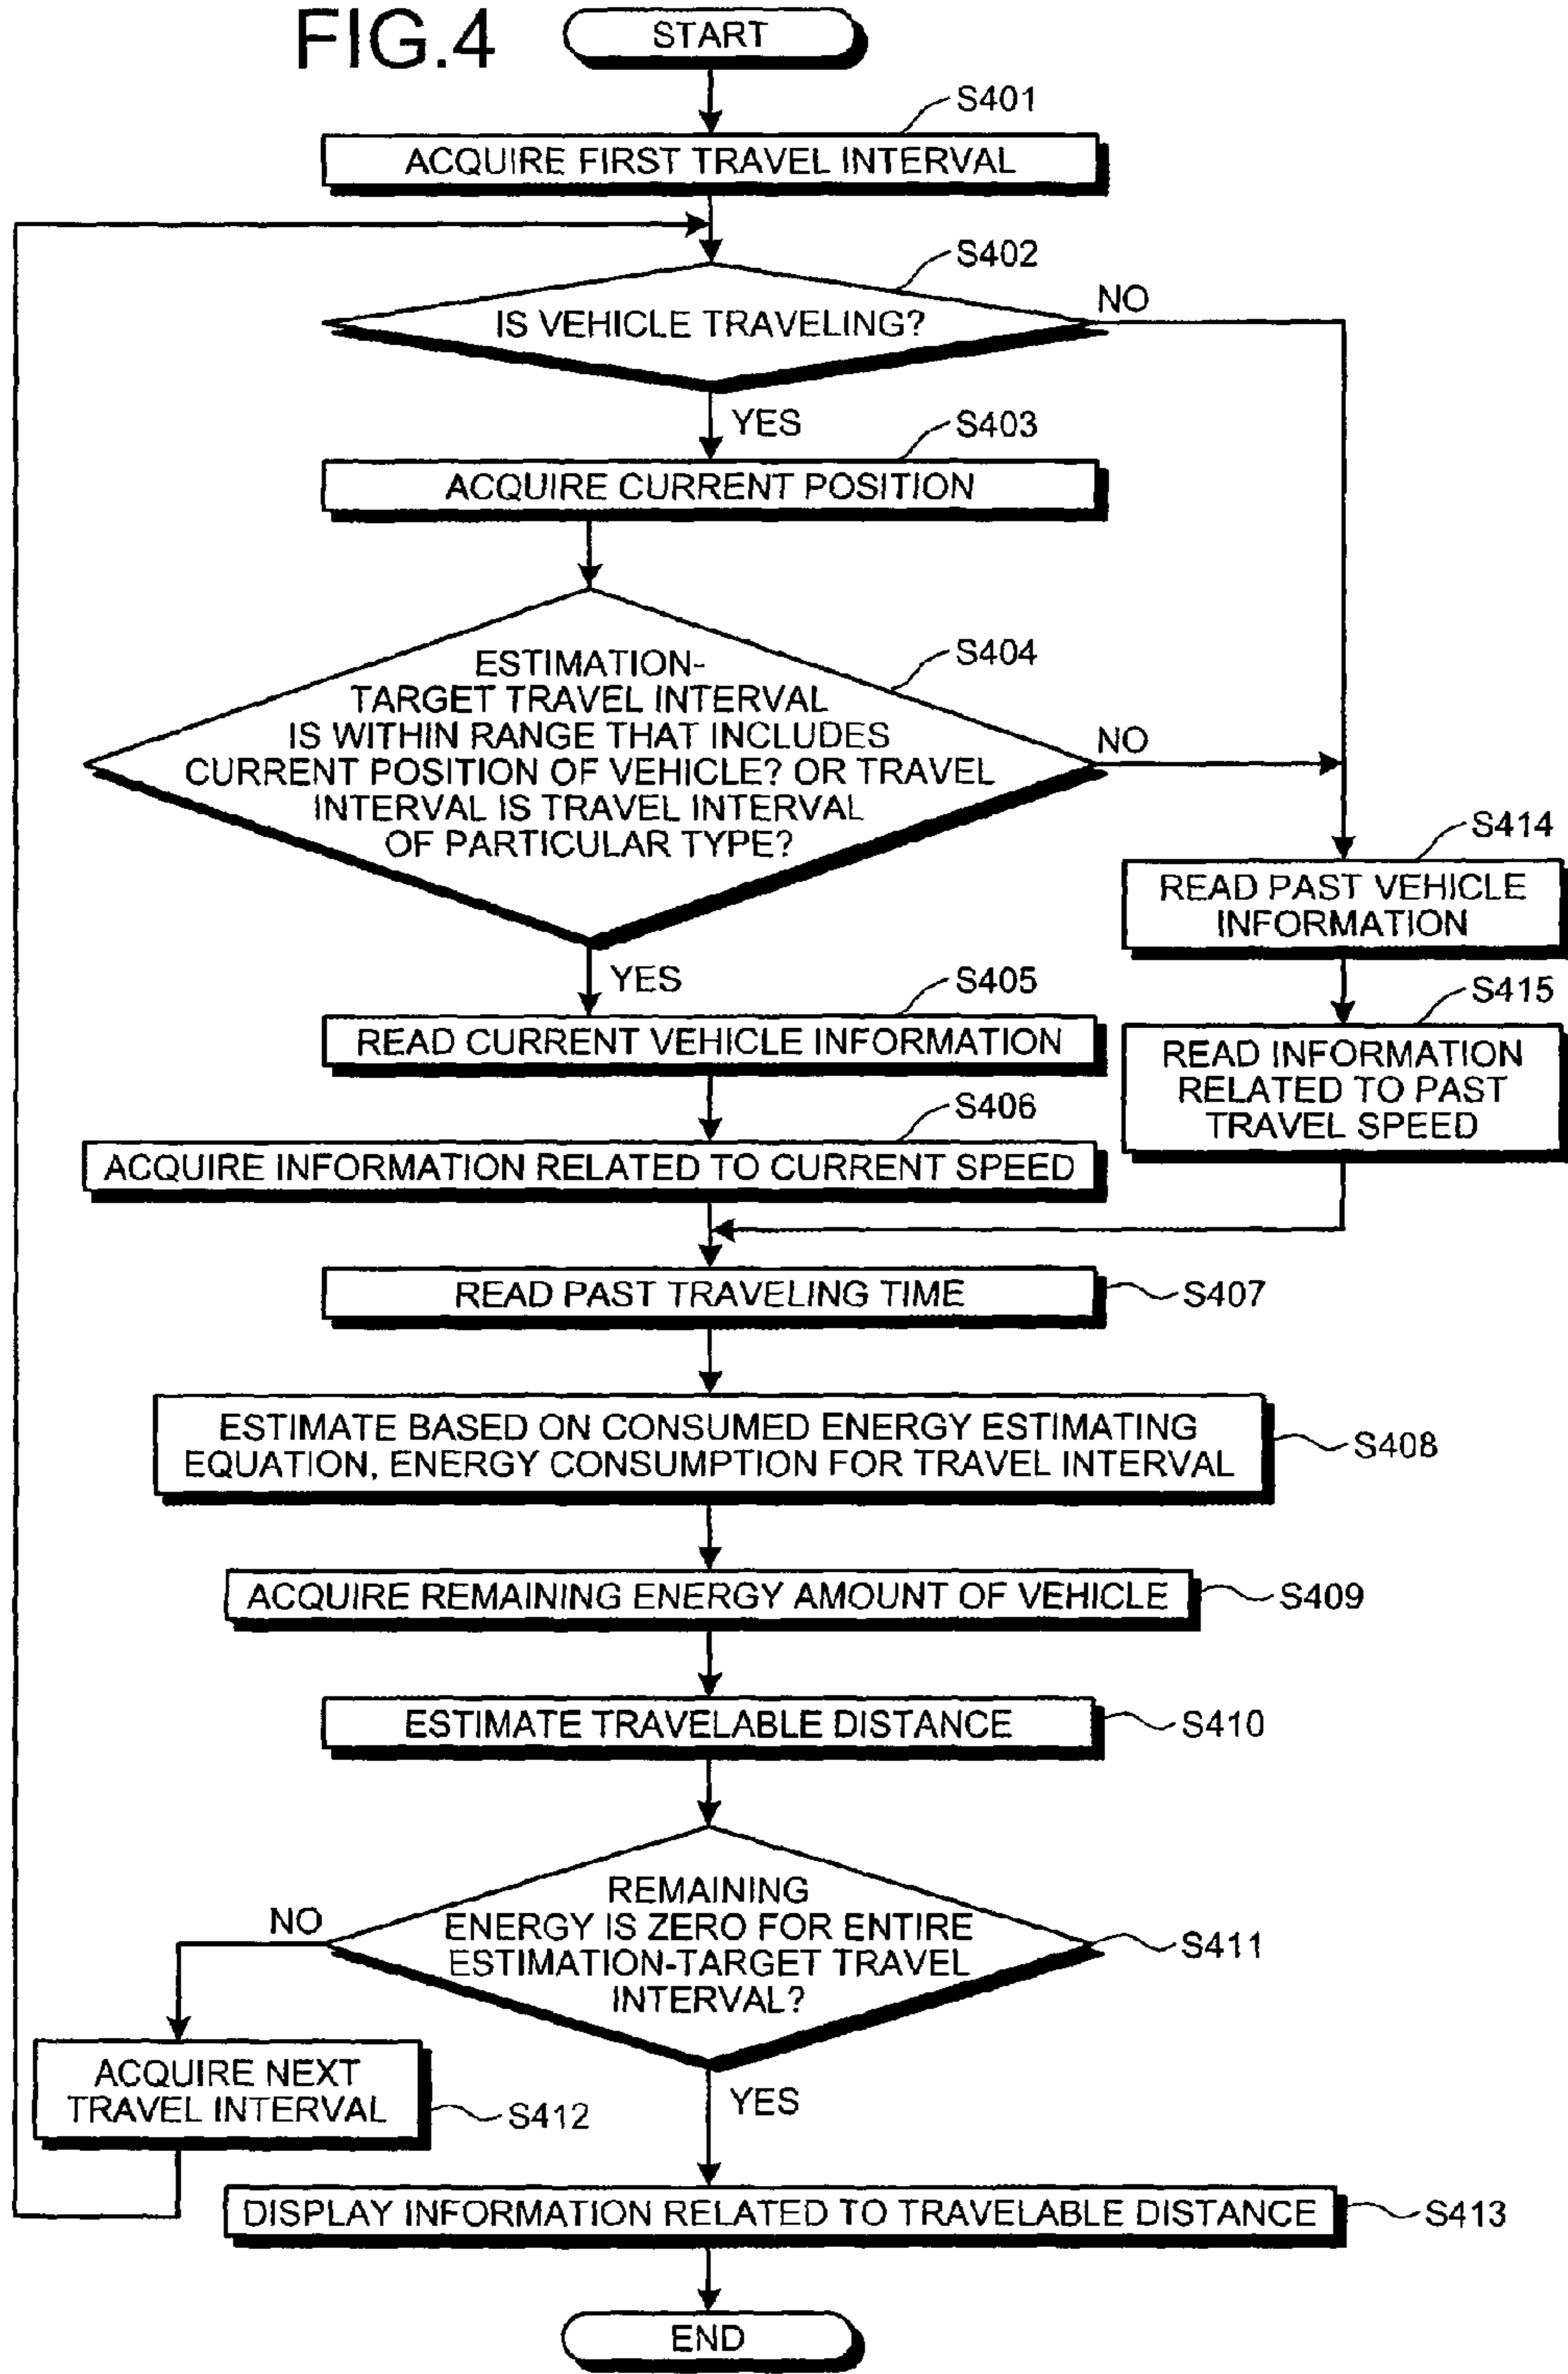 FIG.4
START
S401
ACQUIRE FIRST TRAVEL INTERVAL
S402
IS VEHICLE TRAVELING?
NO
YES
S403
ACQUIRE CURRENT POSITION
S404
ESTIMATION-
TARGET TRAVEL INTERVAL
IS WITHIN RANGE THAT INCLUDES
CURRENT POSITION OF VEHICLE? OR TRAVEL
INTERVAL IS TRAVEL INTERVAL
OF PARTICULAR TYPE?
NO
YES
S414
READ PAST VEHICLE
INFORMATION
S405
READ CURRENT VEHICLE INFORMATION
S415
READ INFORMATION
RELATED TO PAST
TRAVEL SPEED
S406
ACQUIRE INFORMATION RELATED TO CURRENT SPEED
READ PAST TRAVELING TIME
S407
ESTIMATE BASED ON CONSUMED ENERGY ESTIMATING
EQUATION, ENERGY CONSUMPTION FOR TRAVEL INTERVAL
S408
ACQUIRE REMAINING ENERGY AMOUNT OF VEHICLE
S409
ESTIMATE TRAVELABLE DISTANCE
S410
REMAINING
ENERGY IS ZERO FOR ENTIRE
ESTIMATION-TARGET TRAVEL
INTERVAL?
S411
NO
YES
ACQUIRE NEXT
TRAVEL INTERVAL
S412
DISPLAY INFORMATION RELATED TO TRAVELABLE DISTANCE
S413
END